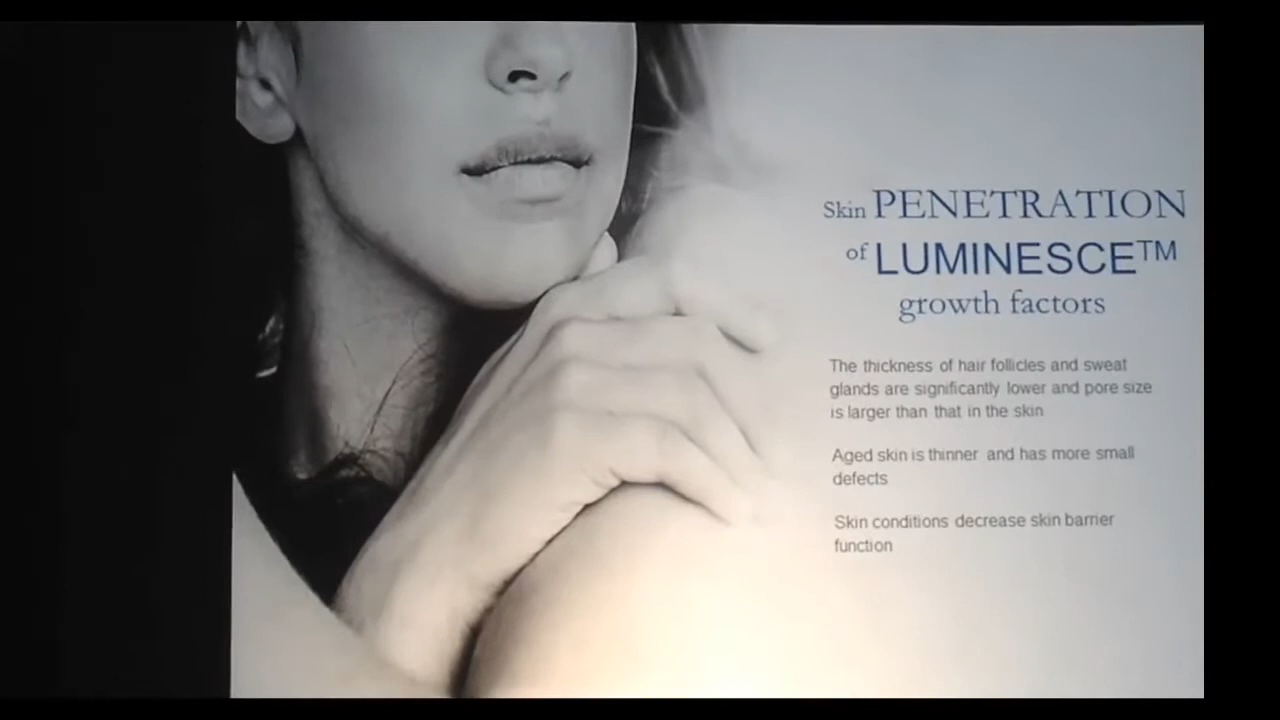 Skin PENETRATION
of LUMINESCE™
growth factors
The thickness of hair follicles and sweat
glands are significantly lower and pore size
is larger than that in the skin
Aged skin is thinner and has more small
defects
Skin conditions decrease skin barrier
function